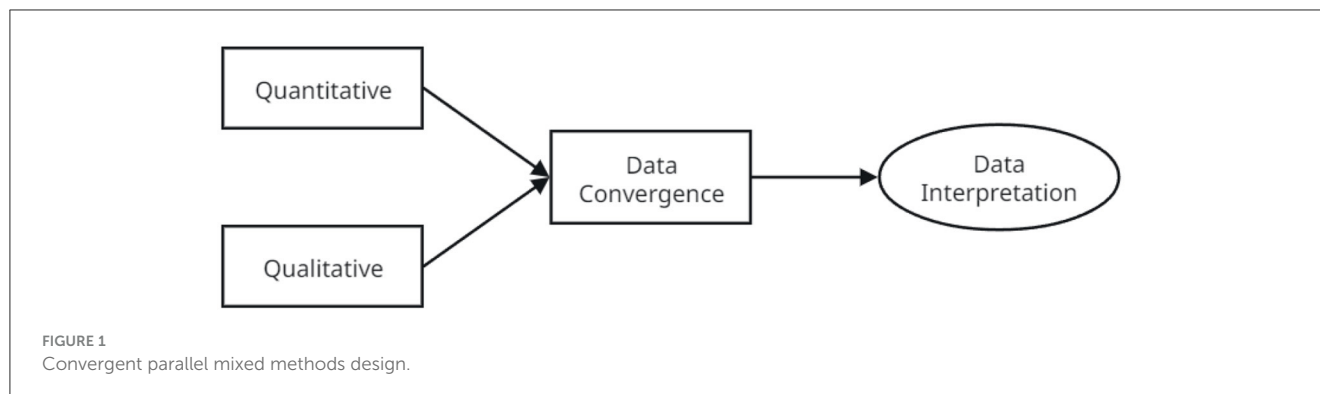 Quantitative
Data
Convergence
Data
Interpretation
Qualitative
FIGURE 1
Convergent parallel mixed methods design.